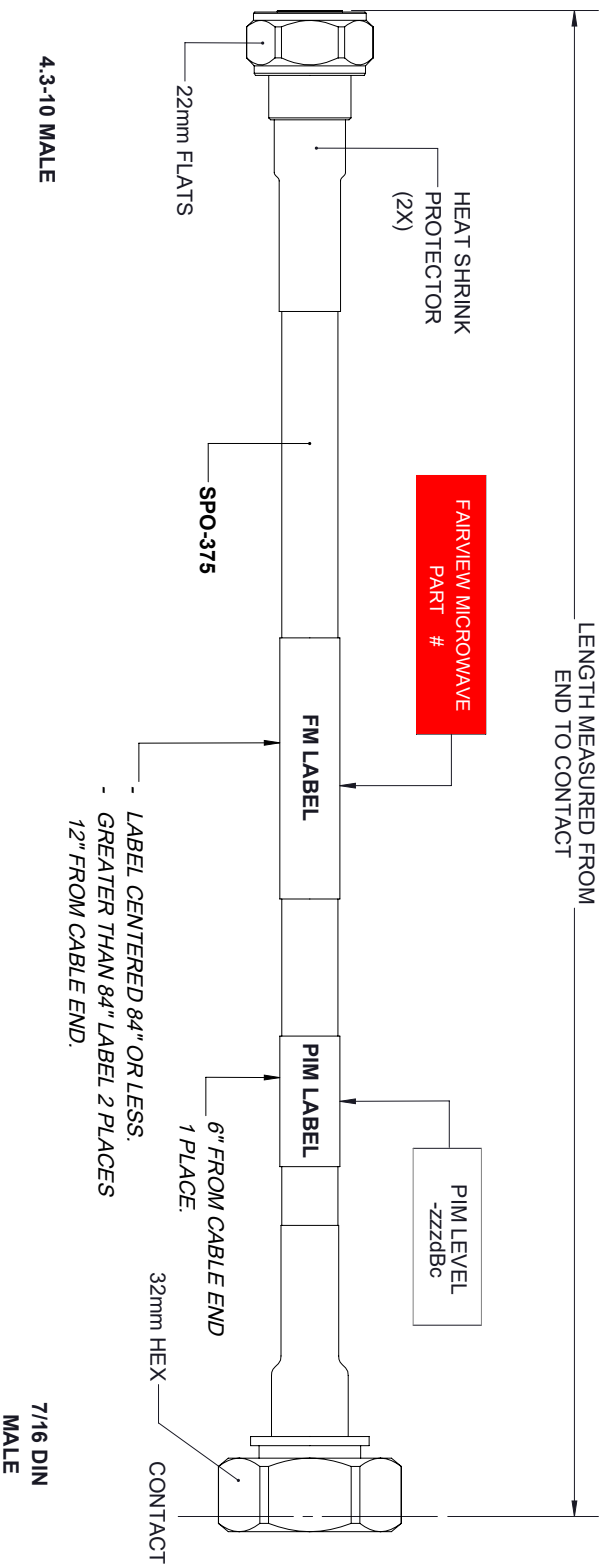 LENGTH MEASURED FROM
END TO CONTACT
HEAT SHRINK
PROTECTOR
(2X)
FAIRVIEW MICROWAVE
PART #
PIM LEVEL
-zzzdBc
FM LABEL
PIM LABEL
22mm FLATS
SPO-375
4.3-10 MALE
- LABEL CENTERED 84" OR LESS.
- GREATER THAN 84" LABEL 2 PLACES
12" FROM CABLE END.
6" FROM CABLE END
1 PLACE.
32mm HEX
CONTACT
7/16 DIN
MALE